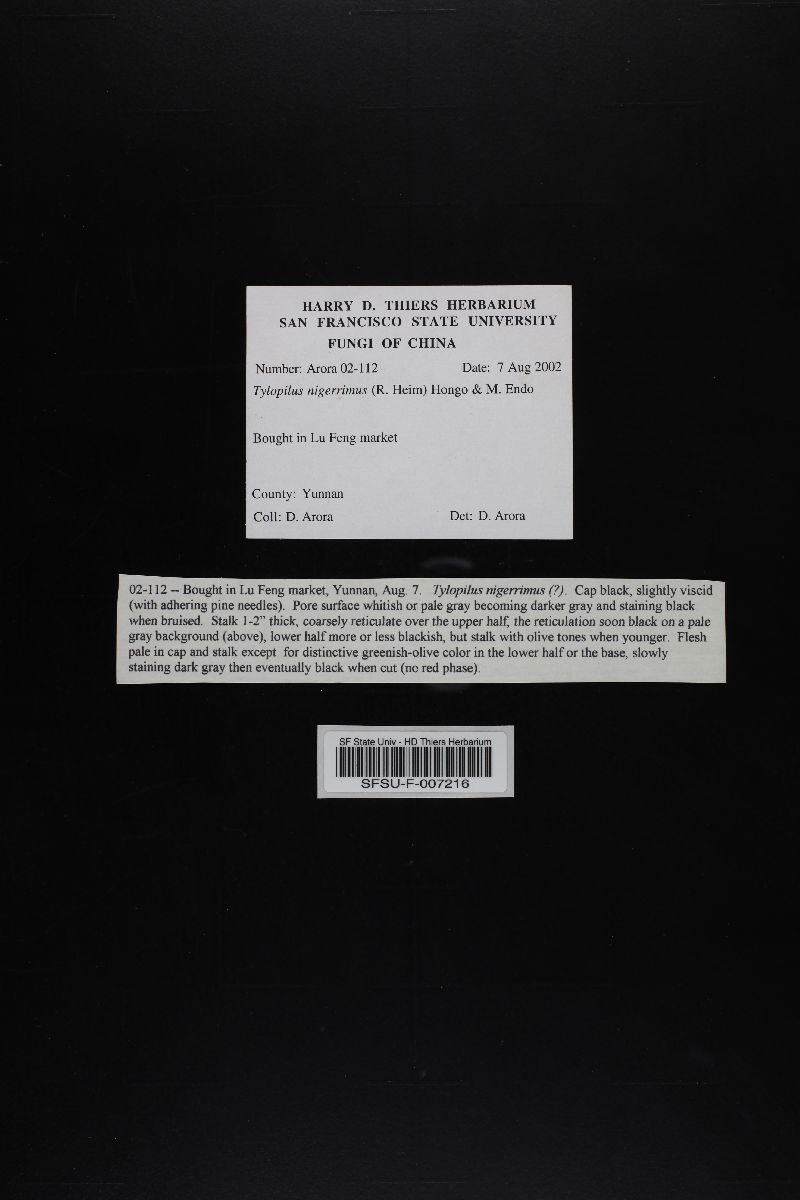 HARRY D. THIERS HERBARIUM
SAN FRANCISCO STATE UNIVERSITY
FUNGI OF CHINA
Number: Arora 02-112 Date: 7 Aug 2002
Tylopilus nigerrimus (R. Heim) Hongo & M. Endo
Bought in Lu Feng market
County: Yunnan
Coll: D. Arora Det: D. Arora
02-112 -- Bought in Lu Feng market, Yunnan, Aug. 7. Tylopilus nigerrimus (?). Cap black, slightly viscid
(with adhering pine needles). Pore surface whitish or pale gray becoming darker gray and staining black
when bruised. Stalk 1-2" thick, coarsely reticulate over the upper half, the reticulation soon black on a pale
gray background (above), lower half more or less blackish, but stalk with olive tones when younger. Flesh
pale in cap and stalk except for distinctive greenish-olive color in the lower half or the base, slowly
staining dark gray then eventually black when cut (no red phase).
SF State Univ - HD Thiers Herbarium
SFSU-F-007216